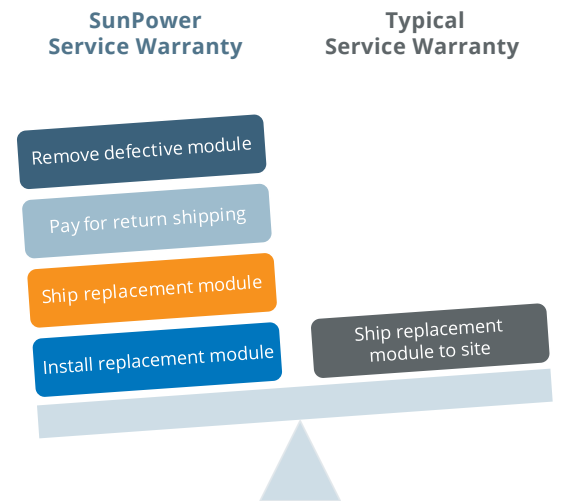 SunPower
Service Warranty
Typical
Service Warranty
Remove defective module
Pay for return shipping
Ship replacement module
Install replacement module
Ship replacement
module to site